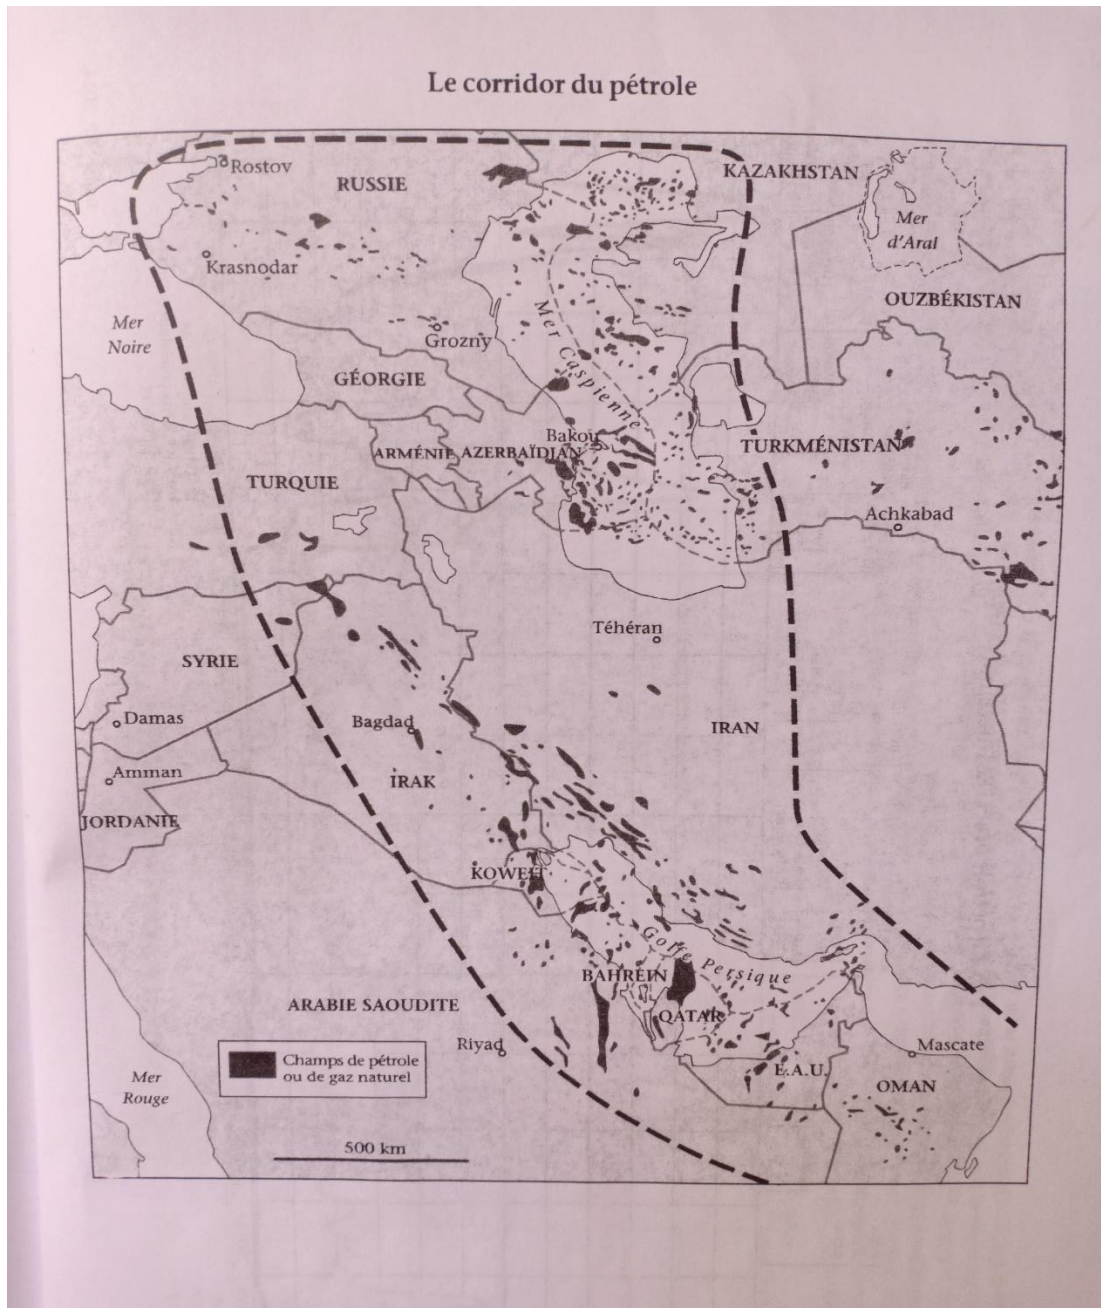 Le corridor du pétrole
Rostov
RUSSIE
KAZAKHSTAN
Mer
d'Aral
Krasnodar
OUZBÉKISTAN
Mer
Noire
Grozny
Mer Caspienne
GÉORGIE
Bakou
ARMÉNIE
AZERBAÏDJAN
TURKMÉNISTAN
TURQUIE
Achkabad
Téhéran
SYRIE
Damas
Bagdad
IRAN
Amman
IRAK
JORDANIE
KOWEIT
Golfe Persique
BAHREIN
ARABIE SAOUDITE
QATAR
Riyad
Mascate
Champs de pétrole
ou de gaz naturel
E.A.U.
OMAN
Mer
Rouge
500 km